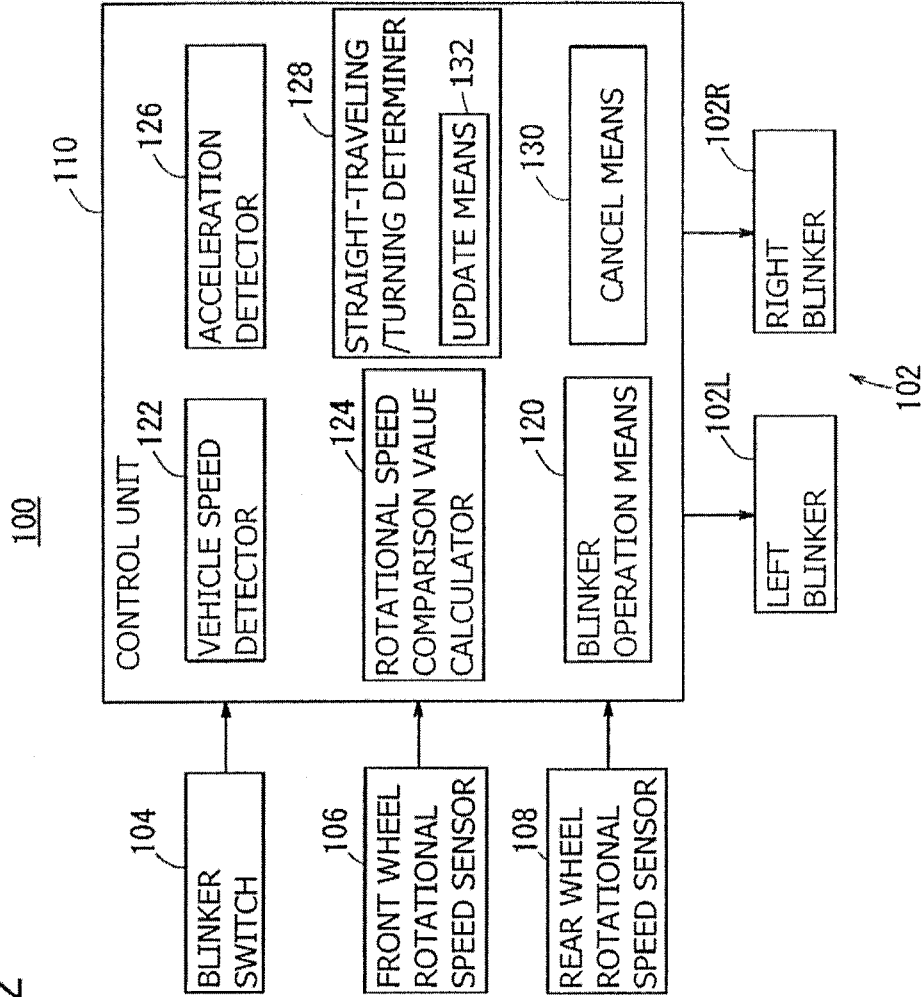 2
100
CONTROL UNIT
110
BLINKER
SWITCH
104
FRONT WHEEL
ROTATIONAL
SPEED SENSOR
106
REAR WHEEL
ROTATIONAL
SPEED SENSOR
108
VEHICLE SPEED
DETECTOR
122
ACCELERATION
DETECTOR
126
ROTATIONAL SPEED
COMPARISON VALUE
CALCULATOR
124
STRAIGHT-TRAVELING
/TURNING DETERMINER
128
UPDATE MEANS
132
BLINKER
OPERATION MEANS
120
CANCEL MEANS
130
LEFT
BLINKER
102L
RIGHT
BLINKER
102R
102